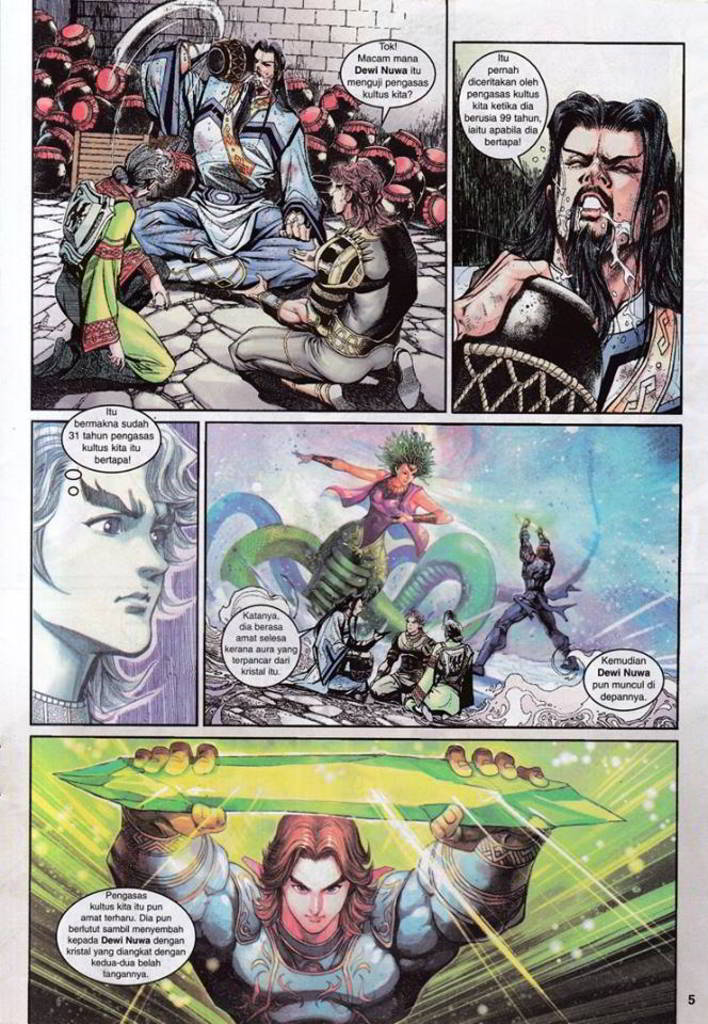 Tok!
Macam mana
Dewi Nuwa itu
menguji pengasas
kultus kita?
Itu
pernah
diceritakan oleh
pengasas kultus
kita ketika dia
berusia 99 tahun,
iaitu apabila dia
bertapa!
Itu
bermakna sudah
31 tahun pengasas
kultus kita itu
bertapa!
Katanya,
dia berasa
amat selesa
kerana aura yang
terpancar dari
kristal itu.
Kemudian
Dewi Nuwa
pun muncul di
depannya.
Pengasas
kultus kita itu pun
amat terharu. Dia pun
berlutut sambil menyembah
kepada Dewi Nuwa dengan
kristal yang diangkat dengan
kedua-dua belah
tangannya.
5